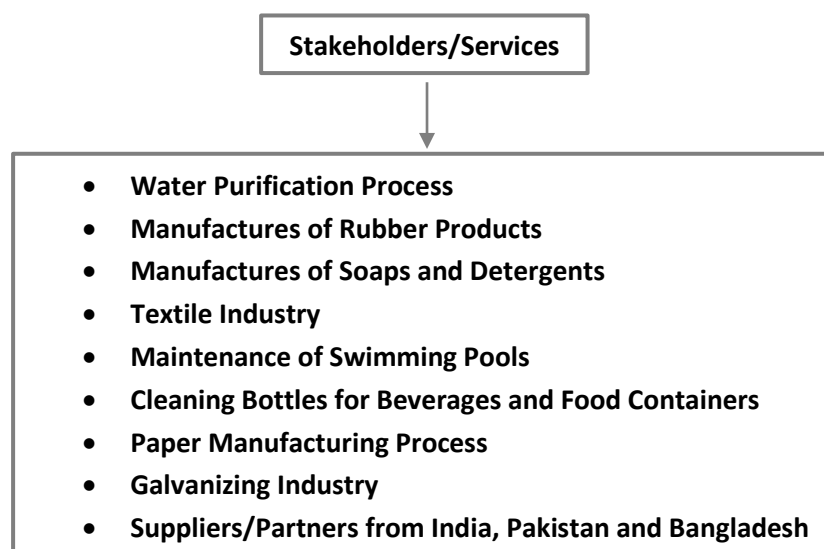 Stakeholders/Services
• Water Purification Process
• Manufactures of Rubber Products
• Manufactures of Soaps and Detergents
• Textile Industry
• Maintenance of Swimming Pools
• Cleaning Bottles for Beverages and Food Containers
• Paper Manufacturing Process
• Galvanizing Industry
• Suppliers/Partners from India, Pakistan and Bangladesh